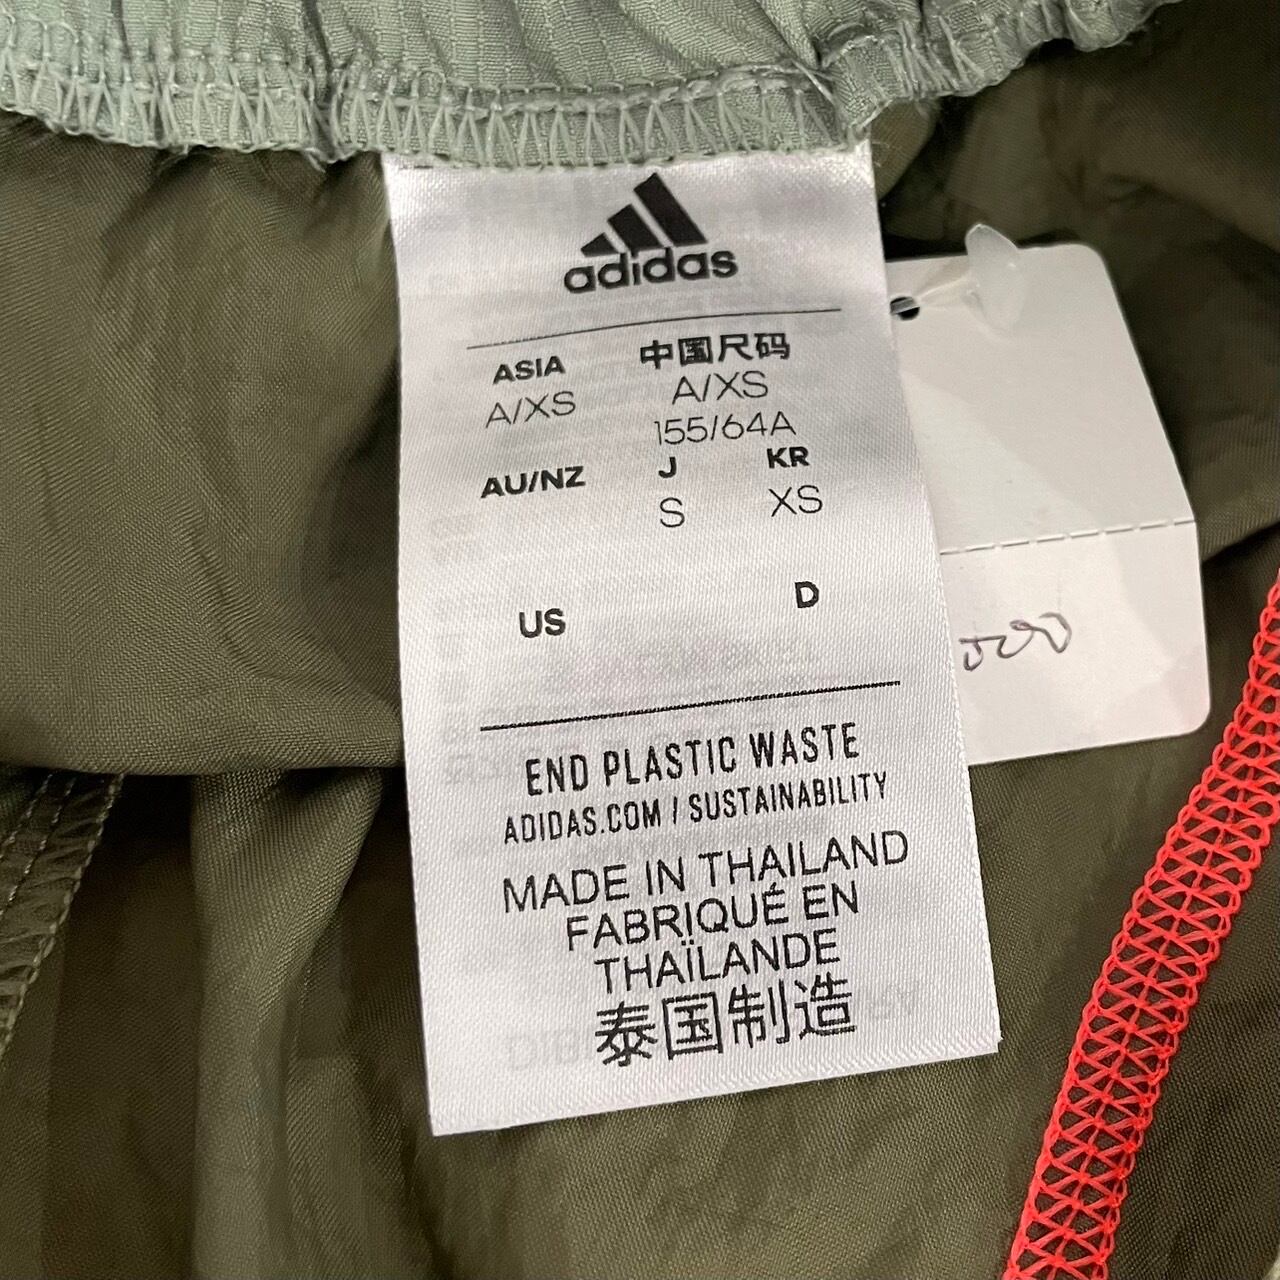 adidas
ASIA 中国尺码
A/XS A/XS
155/64A
AU/NZ J KR
S XS
US D
END PLASTIC WASTE
ADIDAS.COM / SUSTAINABILITY
MADE IN THAILAND
FABRIQUÉ EN
THAÏLANDE
泰国制造